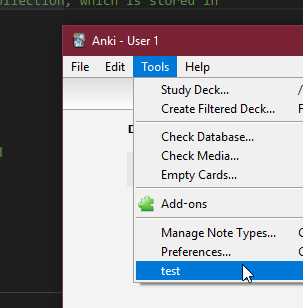 ollection, which is stored in
Anki - User 1
File Edit Tools Help
Study Deck... /
Create Filtered Deck...
Check Database...
Check Media...
Empty Cards...
Add-ons
Manage Note Types...
Preferences...
test